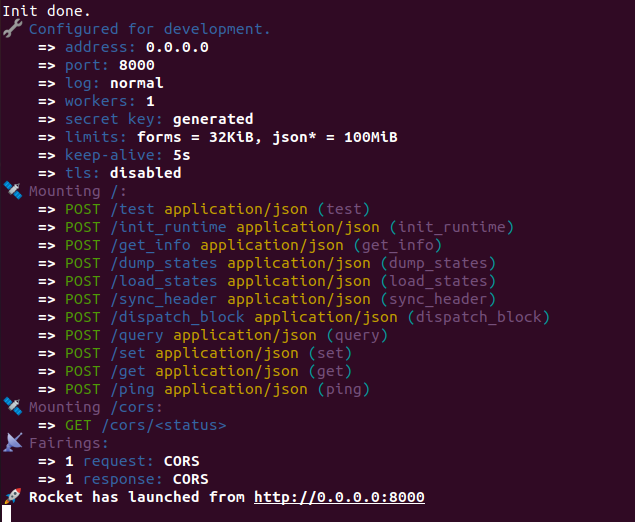 Init done.
🔧 Configured for development.
=> address: 0.0.0.0
=> port: 8000
=> log: normal
=> workers: 1
=> secret key: generated
=> limits: forms = 32KiB, json* = 100MiB
=> keep-alive: 5s
=> tls: disabled
🛰 Mounting /:
=> POST /test application/json (test)
=> POST /init_runtime application/json (init_runtime)
=> POST /get_info application/json (get_info)
=> POST /dump_states application/json (dump_states)
=> POST /load_states application/json (load_states)
=> POST /sync_header application/json (sync_header)
=> POST /dispatch_block application/json (dispatch_block)
=> POST /query application/json (query)
=> POST /set application/json (set)
=> POST /get application/json (get)
=> POST /ping application/json (ping)
🛰 Mounting /cors:
=> GET /cors/<status>
📡 Fairings:
=> 1 request: CORS
=> 1 response: CORS
🚀 Rocket has launched from http://0.0.0.0:8000